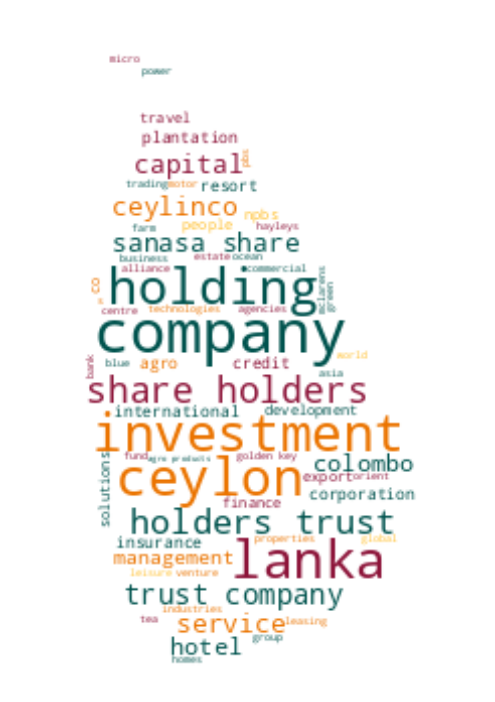 micro
power
travel
plantation
capital
pbs
trading motor resort
ceylinco
npbs
farm people hayleys
sanasa share
business estate ocean
alliance commercial
co
holding
mclarens
green
s
centre technologies agencies
company
world
bank
blue agro credit
asia
share holders
international development
investment
fund agro products golden key colombo
ceylon
export orient
solutions
corporation
finance
holders trust
insurance properties global
management
lanka
leisure venture
trust company
industries
tea service leasing
group
hotel
homes